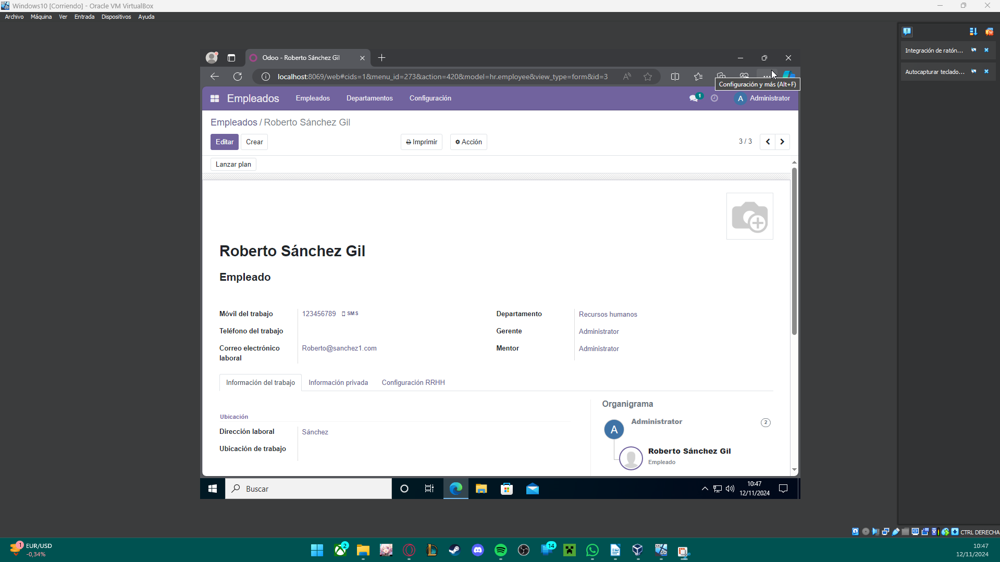 Windows10 [Corriendo] - Oracle VM VirtualBox
Archivo Máquina Ver Entrada Dispositivos Ayuda
Integración de ratón...
Autocapturar teclado...
Odoo - Roberto Sánchez Gil
localhost:8069/web#cids=1&menu_id=273&action=420&model=hr.employee&view_type=form&id=3
Configuración y más (Alt+F)
Empleados Empleados Departamentos Configuración 1 A Administrator
Empleados / Roberto Sánchez Gil
Editar Crear Imprimir Acción 3 / 3
Lanzar plan
Roberto Sánchez Gil
Empleado
Móvil del trabajo 123456789 SMS
Teléfono del trabajo
Correo electrónico laboral Roberto@sanchez1.com
Departamento Recursos humanos
Gerente Administrator
Mentor Administrator
Información del trabajo Información privada Configuración RRHH
Ubicación
Dirección laboral Sánchez
Ubicación de trabajo
Organigrama
A Administrator 2
Roberto Sánchez Gil
Empleado
Buscar
10:47
12/11/2024
CTRL DERECHA
1 EUR/USD
-0,34%
2
14
10
10:47
12/11/2024